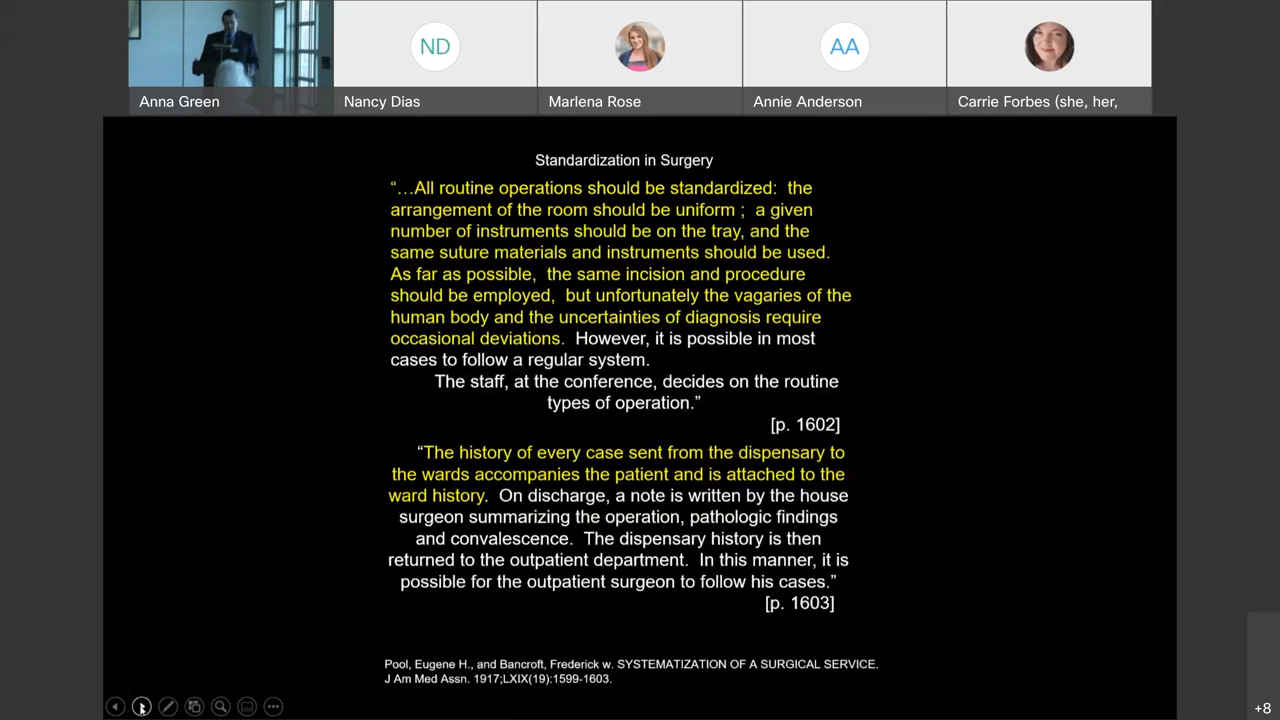 ND
AA
Anna Green
Nancy Dias
Marlena Rose
Annie Anderson
Carrie Forbes (she, her,
Standardization in Surgery
“…All routine operations should be standardized:  the
arrangement of the room should be uniform ;  a given
number of instruments should be on the tray, and the
same suture materials and instruments should be used.
As far as possible,  the same incision and procedure
should be employed,  but unfortunately the vagaries of the
human body and the uncertainties of diagnosis require
occasional deviations.  However, it is possible in most
cases to follow a regular system.
The staff, at the conference, decides on the routine
types of operation.”
[p. 1602]
“The history of every case sent from the dispensary to
the wards accompanies the patient and is attached to the
ward history.  On discharge, a note is written by the house
surgeon summarizing the operation, pathologic findings
and convalescence.  The dispensary history is then
returned to the outpatient department.  In this manner, it is
possible for the outpatient surgeon to follow his cases.”
[p. 1603]
Pool, Eugene H., and Bancroft, Frederick w. SYSTEMATIZATION OF A SURGICAL SERVICE.
J Am Med Assn. 1917;LXIX(19):1599-1603.
+8